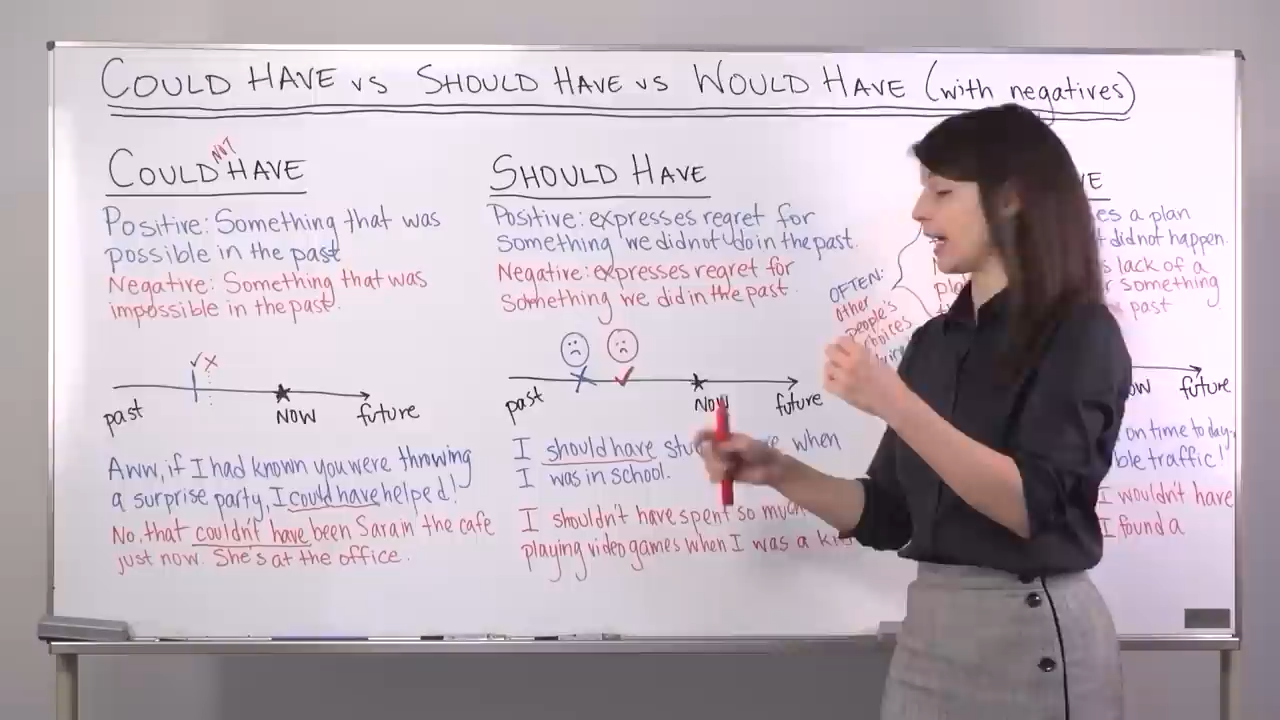 COULD HAVE vs SHOULD HAVE vs WOULD HAVE (with negatives)
COULD NOT HAVE
Positive: Something that was
possible in the past
Negative: Something that was
impossible in the past.
past
NOW
future
Aww, if I had known you were throwing
a surprise party, I could have helped!
No, that couldn't have been Sara in the cafe
just now. She's at the office.
SHOULD HAVE
Positive: expresses regret for
something we did not do in the past.
Negative: expresses regret for
something we did in the past.
past
NOW
future
I should have when
I was in school.
I shouldn't have spent so much
playing video games when I was a
OFTEN:
other
people's
choices
a plan
did not happen.
lack of a
something
past
future
on time today,
traffic!
I wouldn't have
I found a